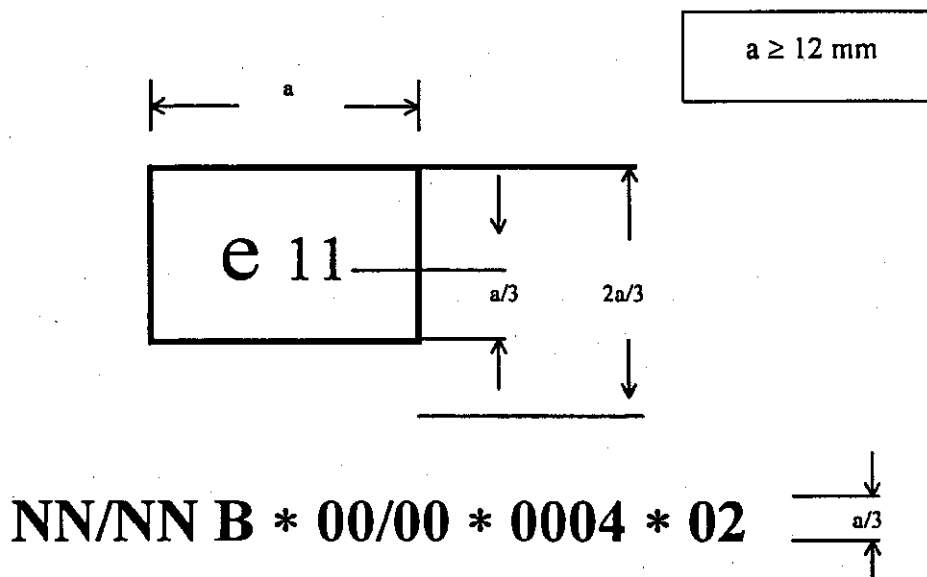 a ≥ 12 mm
a
e 11
a/3
2a/3
NN/NN B * 00/00 * 0004 * 02
a/3